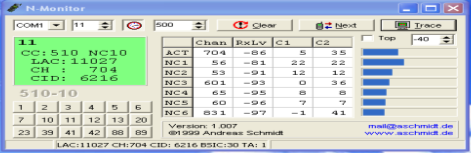 N-Monitor
COM1 11 500 Clear Next Trace
11
CC: 510 NC10
LAC: 11027
CH : 704
CID: 6216
510-10
Chan RxLv C1 C2 Top -40
ACT 704 -86 5 35
NC1 56 -81 22 22
NC2 53 -91 12 12
NC3 601 -93 0 36
NC4 65 -95 8 8
NC5 60 -96 7 7
NC6 831 -97 -1 41
1 2 3 4 5 6
7 10 11 12 13 20
23 39 41 42 88 89
Version: 1.007 mail@aschmidt.de
©1999 Andreas Schmidt www.aschmidt.de
LAC:11027 CH:704 CID: 6216 BSIC:30 TA: 1